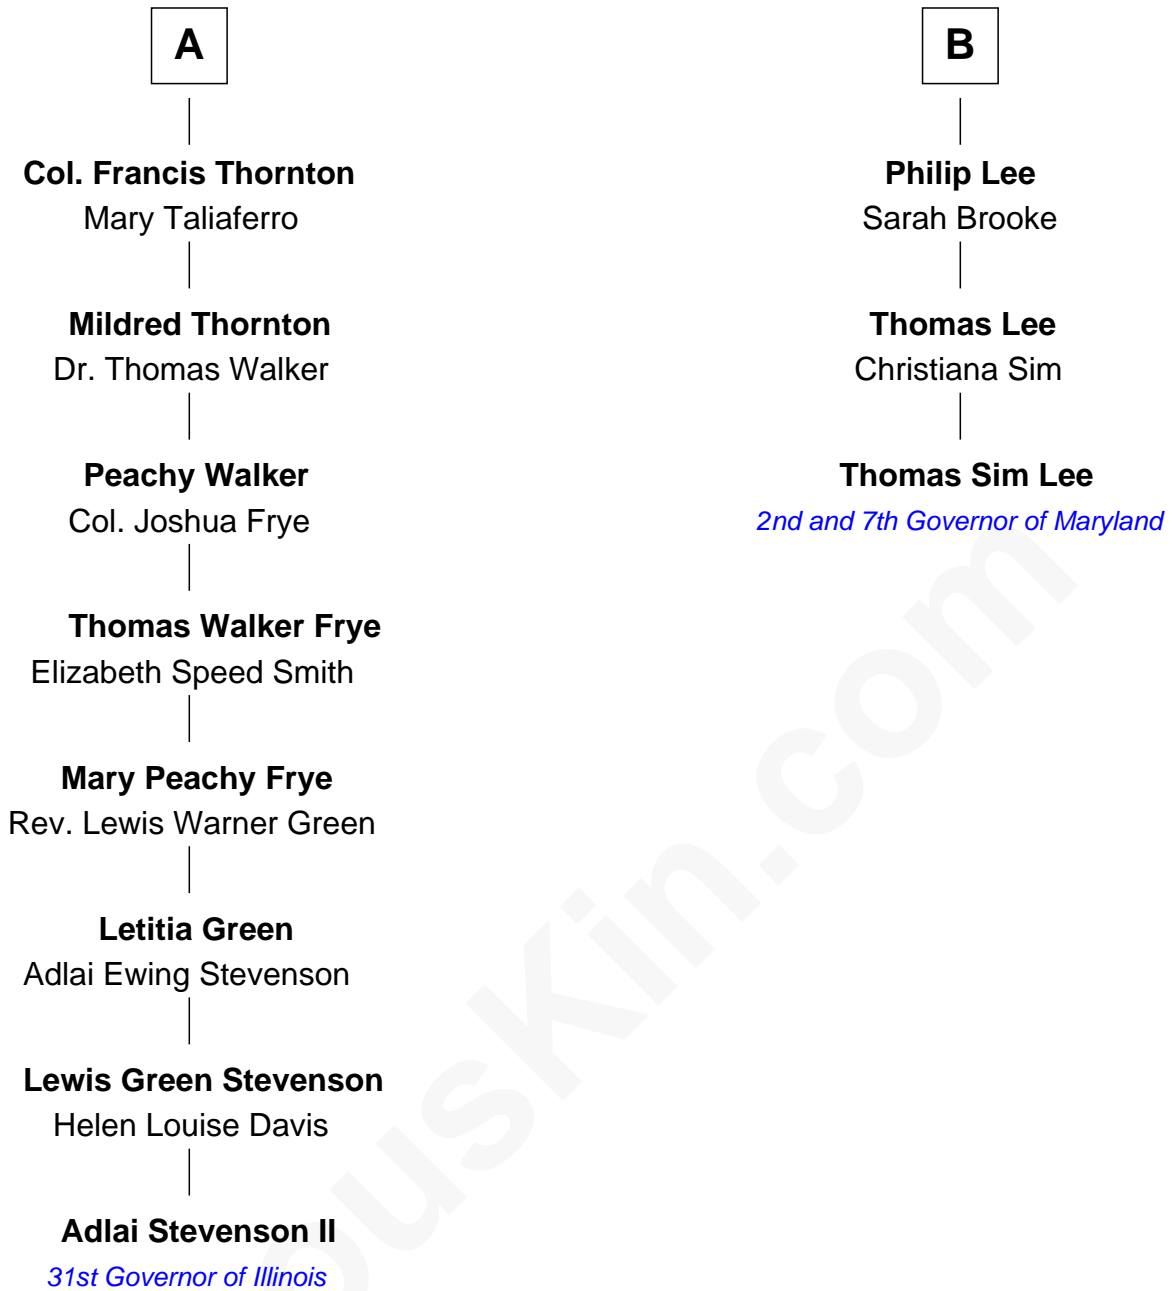 A
Col. Francis Thornton
Mary Taliaferro
Mildred Thornton
Dr. Thomas Walker
Peachy Walker
Col. Joshua Frye
Thomas Walker Frye
Elizabeth Speed Smith
Mary Peachy Frye
Rev. Lewis Warner Green
Letitia Green
Adlai Ewing Stevenson
Lewis Green Stevenson
Helen Louise Davis
Adlai Stevenson II
31st Governor of Illinois
B
Philip Lee
Sarah Brooke
Thomas Lee
Christiana Sim
Thomas Sim Lee
2nd and 7th Governor of Maryland
ousKin.com